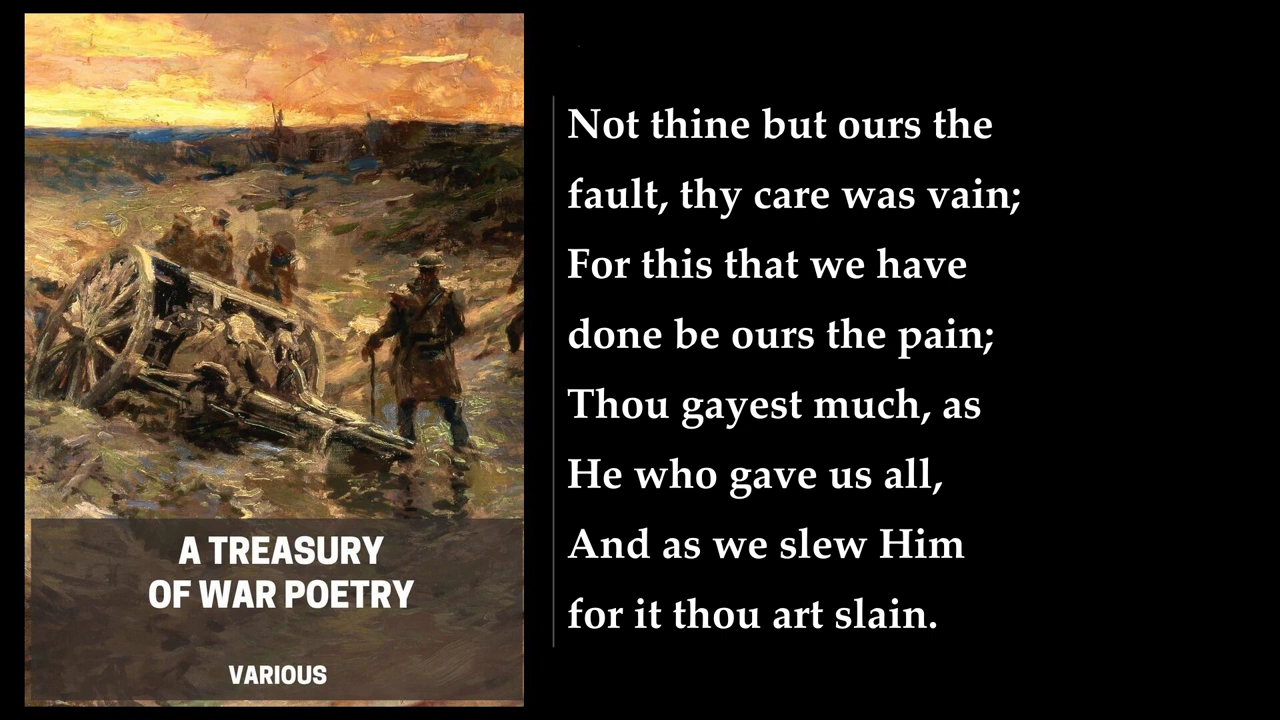 A TREASURY
OF WAR POETRY
VARIOUS
Not thine but ours the
fault, thy care was vain;
For this that we have
done be ours the pain;
Thou gayest much, as
He who gave us all,
And as we slew Him
for it thou art slain.